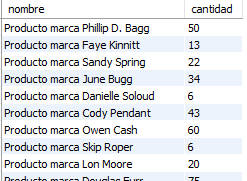 nombre cantidad
Producto marca Phillip D. Bagg 50
Producto marca Faye Kinnitt 13
Producto marca Sandy Spring 22
Producto marca June Bugg 34
Producto marca Danielle Soloud 6
Producto marca Cody Pendant 43
Producto marca Owen Cash 60
Producto marca Skip Roper 6
Producto marca Lon Moore 20
Producto marca Douglas Furr 75